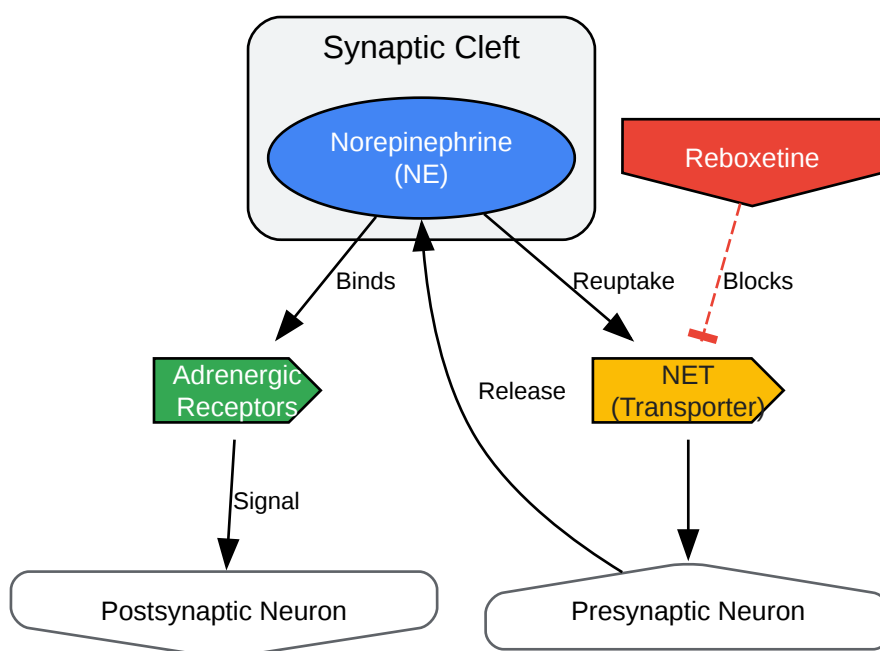 Synaptic Cleft
Norepinephrine
(NE)
Reboxetine
Binds
Reuptake
Blocks
Adrenergic
Receptors
Release
NET
(Transporter)
Signal
Postsynaptic Neuron
Presynaptic Neuron